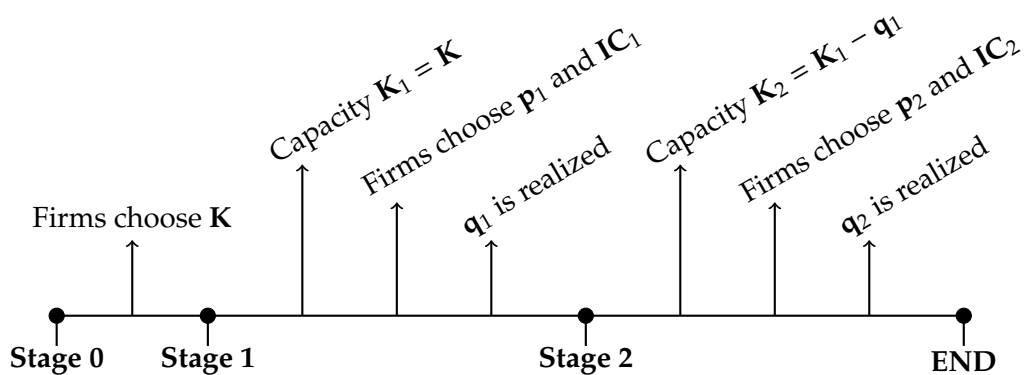 Firms choose K
Capacity K₁ = K
Firms choose p₁ and IC₁
q₁ is realized
Capacity K₂ = K₁ − q₁
Firms choose p₂ and IC₂
q₂ is realized
Stage 0
Stage 1
Stage 2
END